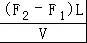 (F₂ − F₁)L
V